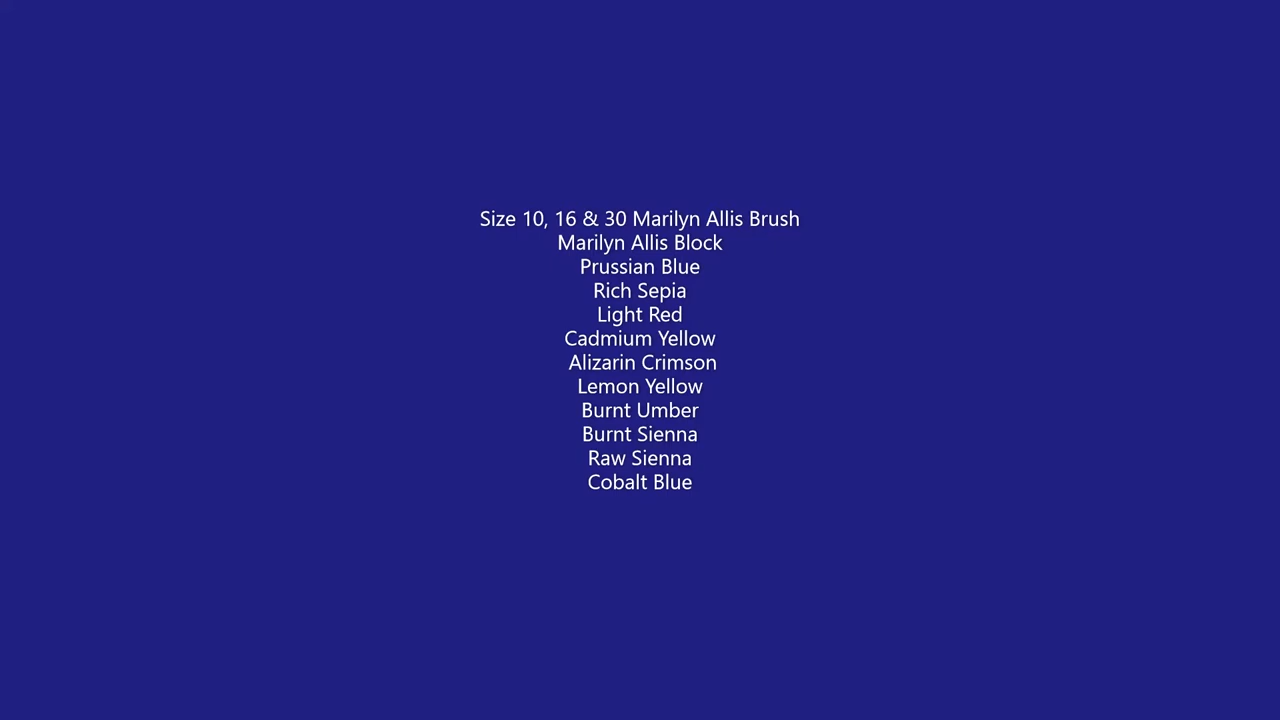 Size 10, 16 & 30 Marilyn Allis Brush
Marilyn Allis Block
Prussian Blue
Rich Sepia
Light Red
Cadmium Yellow
Alizarin Crimson
Lemon Yellow
Burnt Umber
Burnt Sienna
Raw Sienna
Cobalt Blue